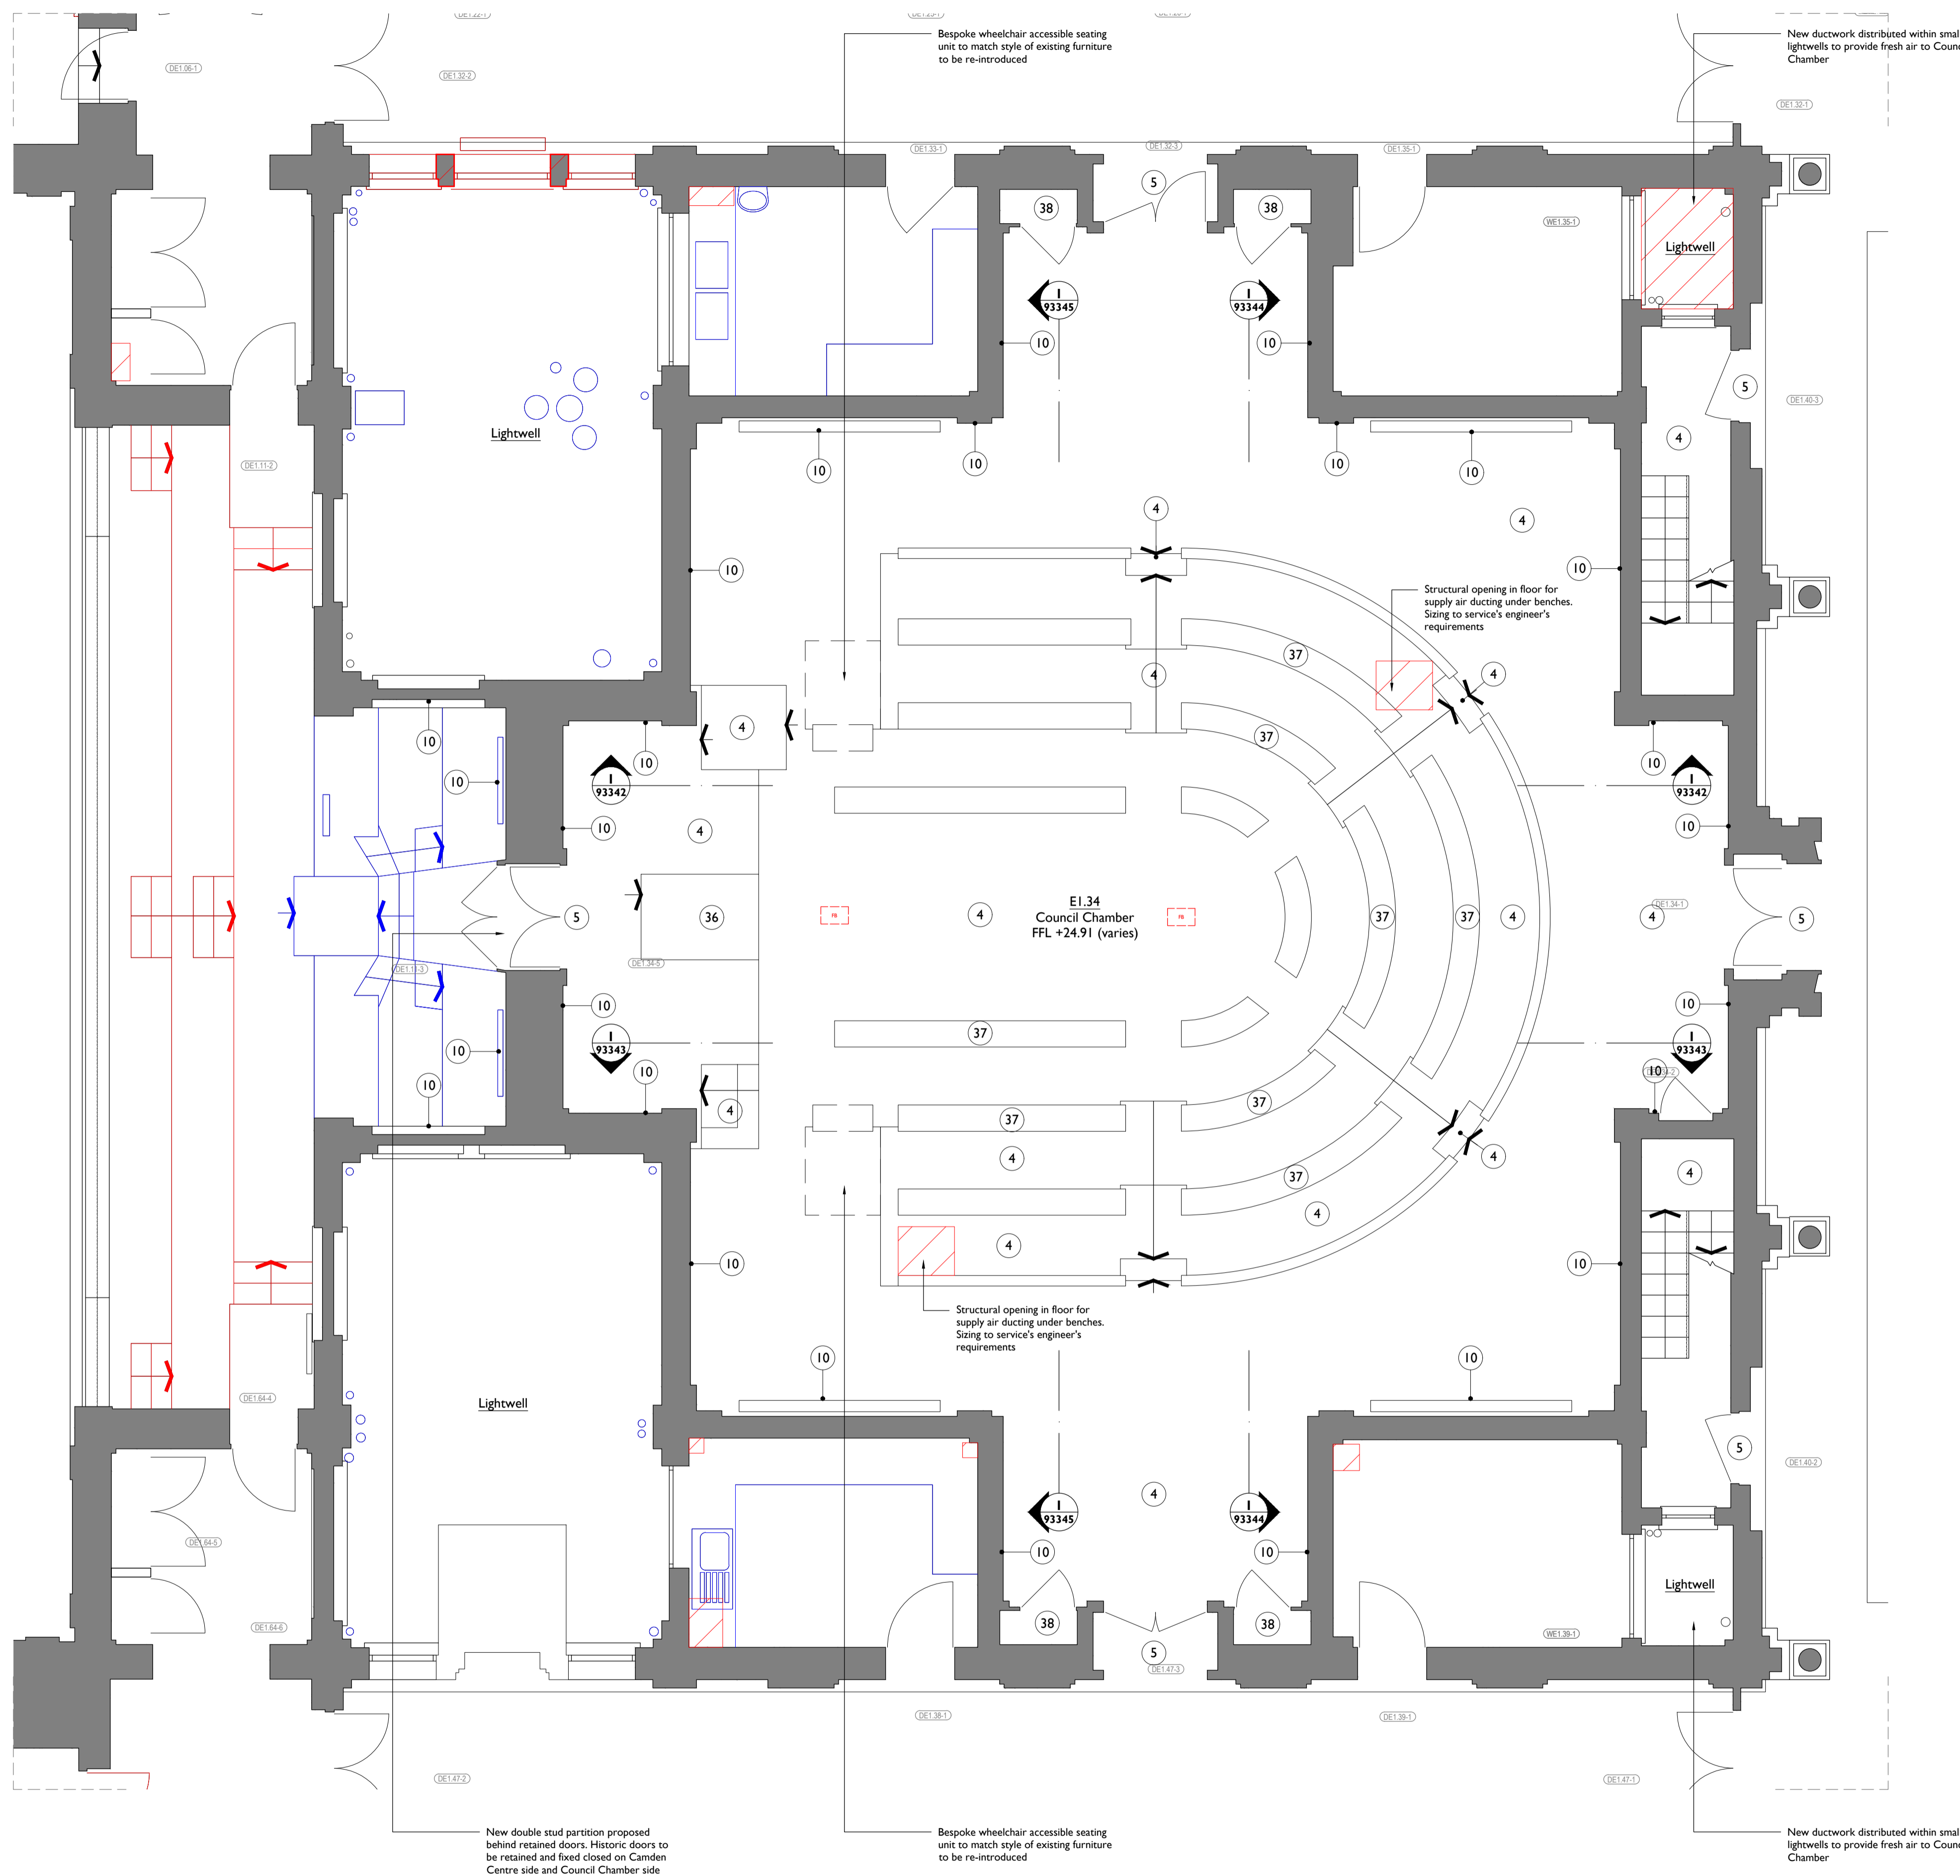 DE1.22-1
Bespoke wheelchair accessible seating
unit to match style of existing furniture
to be re-introduced
New ductwork distributed within smal
lightwells to provide fresh air to Counc
Chamber
DE1.06-1
DE1.32-2
DE1.32-1
DE1.33-1
DE1.32-3
DE1.35-1
5
38
38
WE1.35-1
Lightwell
1
93345
1
93344
10
10
5
DE1.40-3
Lightwell
4
DE1.11-2
10
10
10
10
4
4
10
10
Structural opening in floor for
supply air ducting under benches.
Sizing to service's engineer's
requirements
37
4
4
4
37
10
10
10
10
1
93342
1
93342
10
4
10
5
36
4
E1.34
Council Chamber
FFL +24.91 (varies)
FB
FB
37
37
4
4
DE1.34-1
5
DE1.11-3
DE1.34-5
10
10
37
10
1
93343
1
93343
10
10
10
4
37
37
4
4
4
37
4
4
10
10
Structural opening in floor for
supply air ducting under benches.
Sizing to service's engineer's
requirements
10
10
DE1.64-4
Lightwell
5
DE1.40-2
4
1
93345
1
93344
DE1.64-5
10
10
Lightwell
DE1.64-6
38
38
WE1.39-1
5
DE1.47-3
DE1.38-1
DE1.39-1
DE1.47-2
DE1.47-1
New double stud partition proposed
behind retained doors. Historic doors to
be retained and fixed closed on Camden
Centre side and Council Chamber side
Bespoke wheelchair accessible seating
unit to match style of existing furniture
to be re-introduced
New ductwork distributed within smal
lightwells to provide fresh air to Counc
Chamber